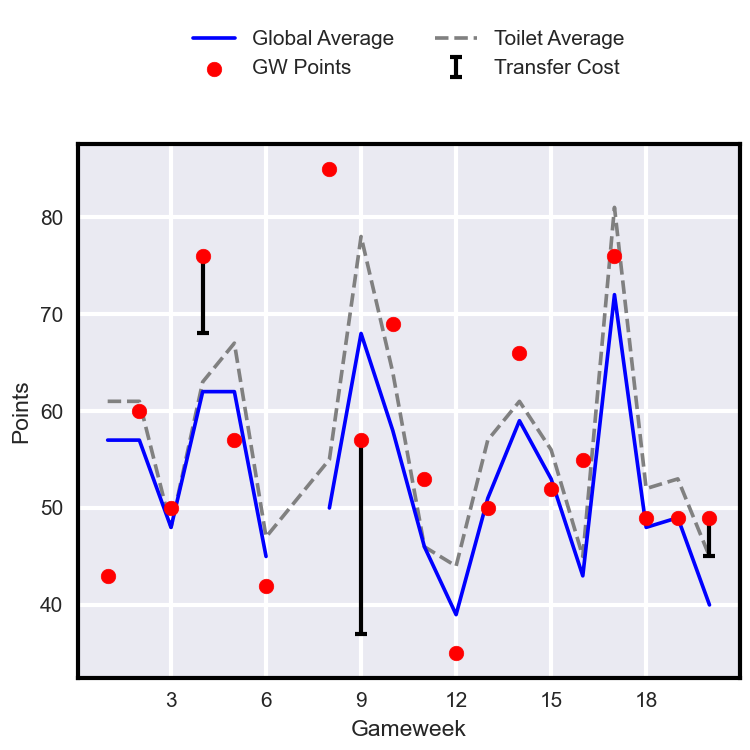 Global Average
GW Points
Toilet Average
Transfer Cost
80
70
60
50
40
Points
3 6 9 12 15 18
Gameweek